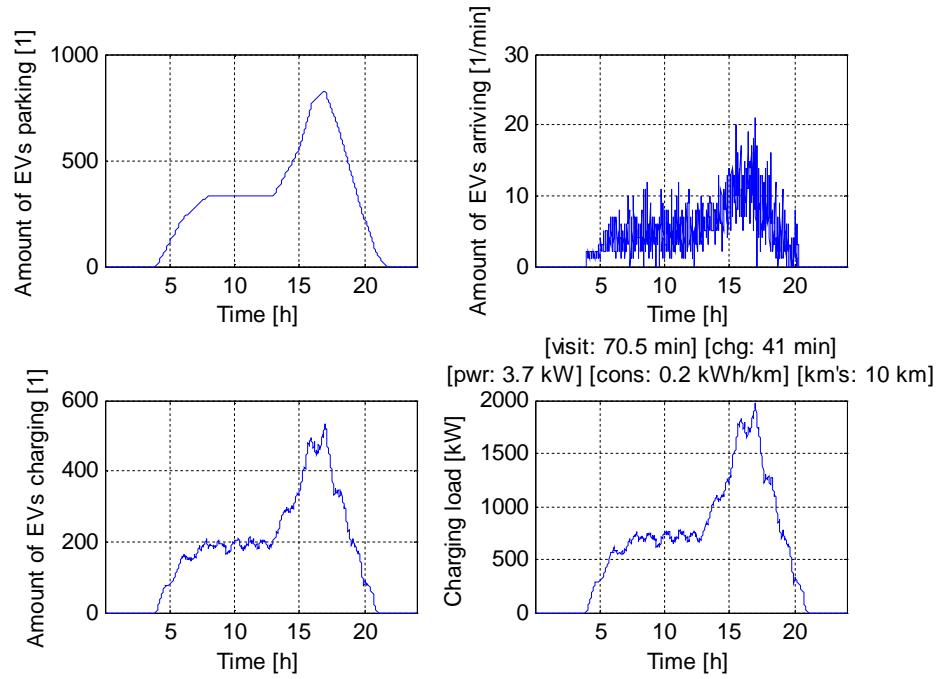 Amount of EVs parking [1]
1000
500
0
5 10 15 20
Time [h]
Amount of EVs arriving [1/min]
30
20
10
0
5 10 15 20
Time [h]
Amount of EVs charging [1]
600
400
200
0
5 10 15 20
Time [h]
[visit: 70.5 min] [chg: 41 min]
[pwr: 3.7 kW] [cons: 0.2 kWh/km] [km's: 10 km]
Charging load [kW]
2000
1500
1000
500
0
5 10 15 20
Time [h]